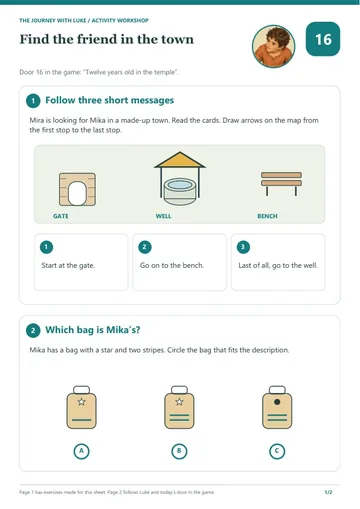 THE JOURNEY WITH LUKE / ACTIVITY WORKSHOP
Find the friend in the town
16
Door 16 in the game: "Twelve years old in the temple".
1 Follow three short messages
Mira is looking for Mika in a made-up town. Read the cards. Draw arrows on the map from
the first stop to the last stop.
GATE WELL BENCH
1 2 3
Start at the gate. Go on to the bench. Last of all, go to the well.
2 Which bag is Mika's?
Mika has a bag with a star and two stripes. Circle the bag that fits the description.
A B C
Page 1 has exercises made for this sheet. Page 2 follows Luke and today's door in the game. 1/2